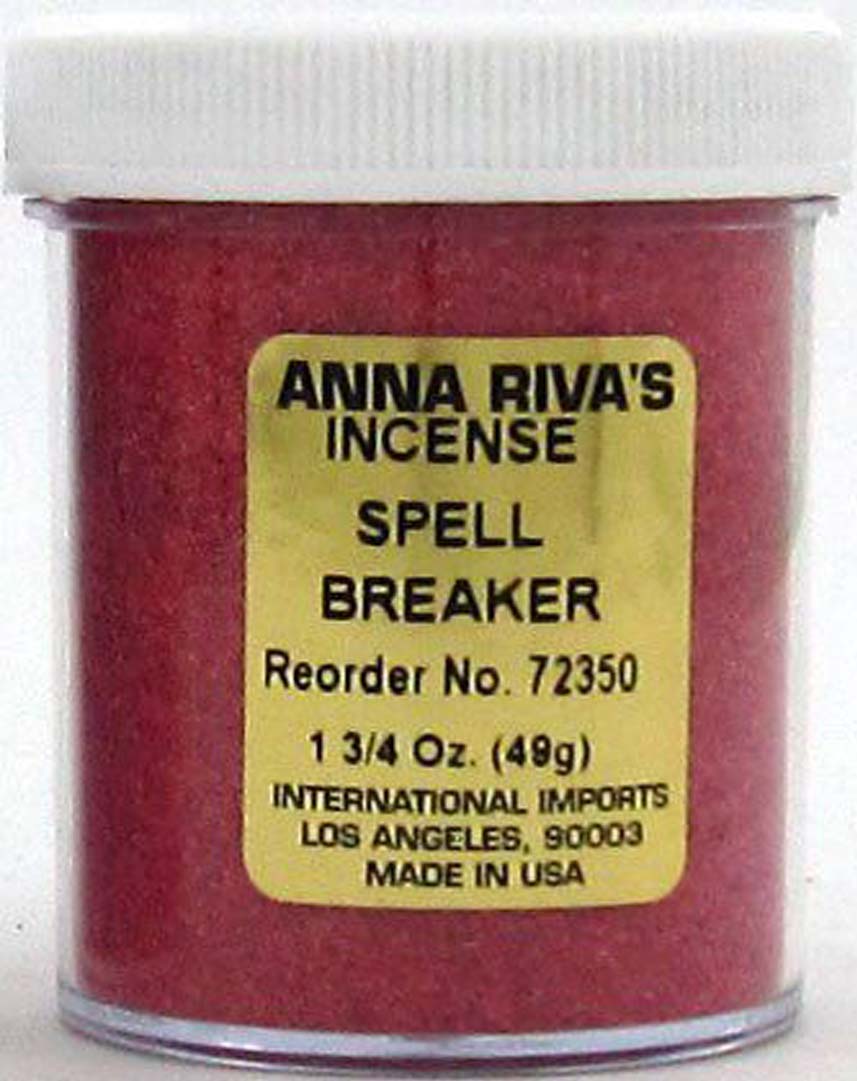 ANNA RIVA'S
INCENSE
SPELL
BREAKER
Reorder No. 72350
1 3/4 Oz. (49g)
INTERNATIONAL IMPORTS
LOS ANGELES, 90003
MADE IN USA